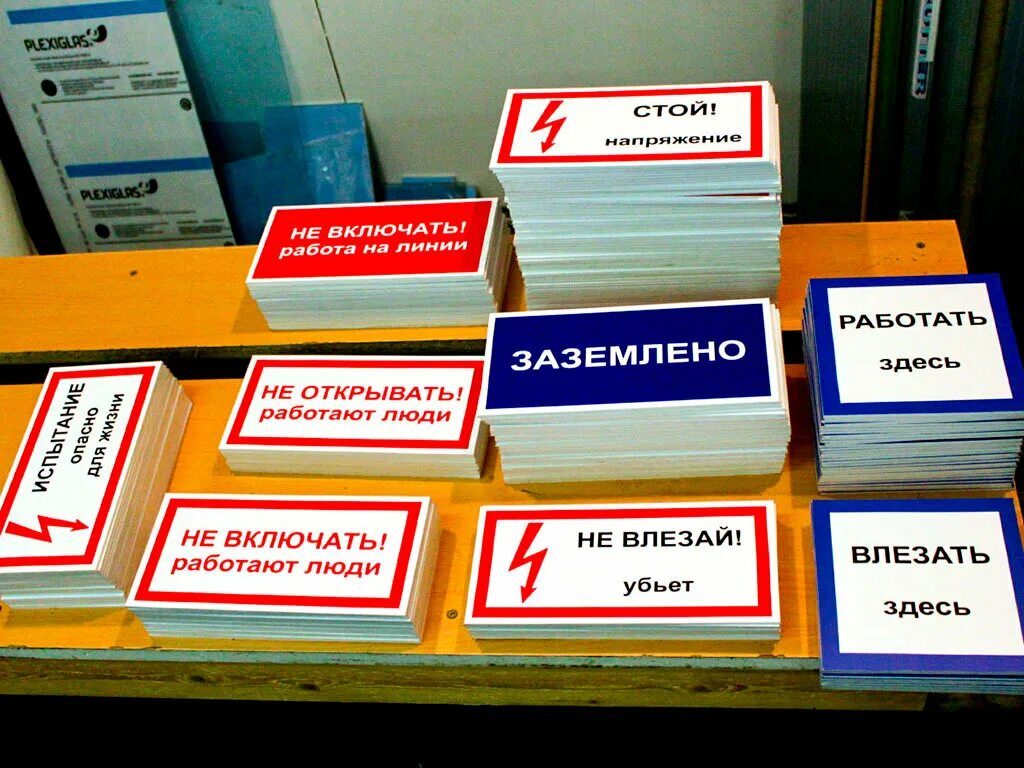 PLEXIGLAS
PLEXIGLAS
СТОЙ!
напряжение
НЕ ВКЛЮЧАТЬ!
работа на линии
ЗАЗЕМЛЕНО
РАБОТАТЬ
здесь
ИСПЫТАНИЕ
опасно
для жизни
НЕ ОТКРЫВАТЬ!
работают люди
НЕ ВКЛЮЧАТЬ!
работают люди
НЕ ВЛЕЗАЙ!
убьет
ВЛЕЗАТЬ
здесь